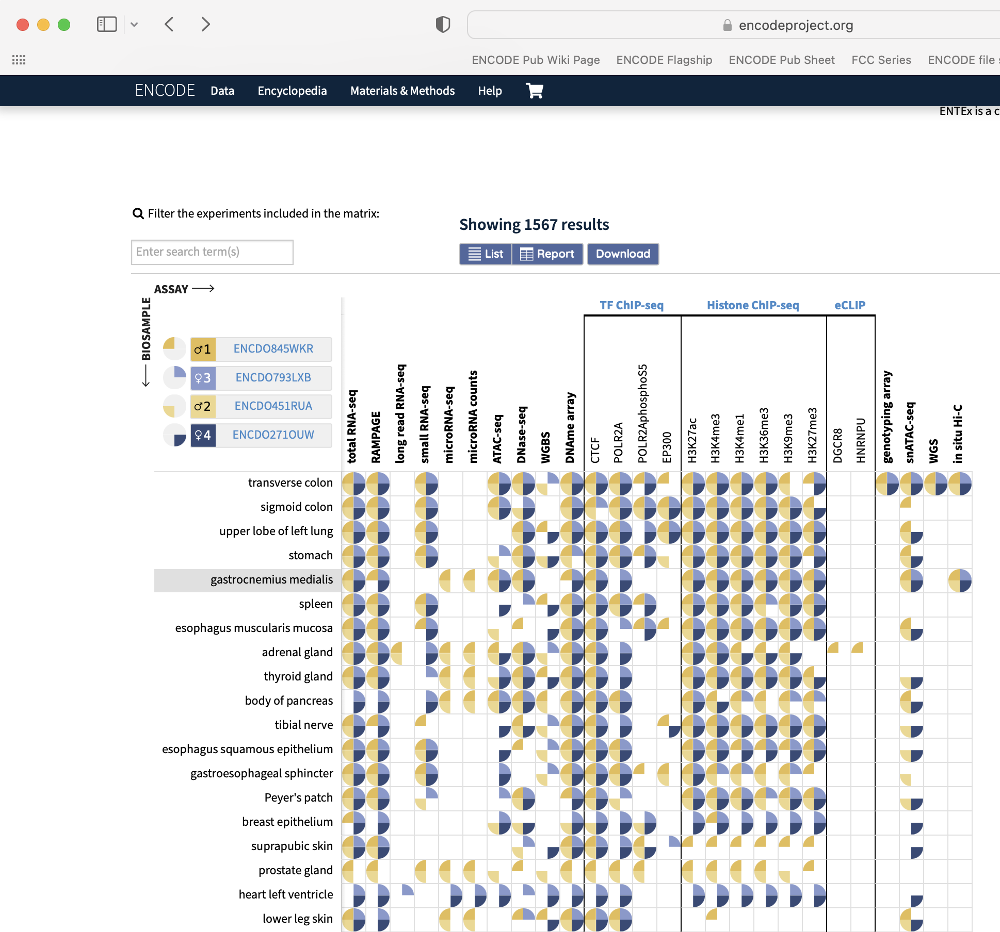 encodeproject.org
ENCODE Pub Wiki Page ENCODE Flagship ENCODE Pub Sheet FCC Series ENCODE file
ENCODE Data Encyclopedia Materials & Methods Help
ENTEx is a
Filter the experiments included in the matrix:
Showing 1567 results
Enter search term(s)
List Report Download
ASSAY
BIOSAMPLE
TF ChIP-seq Histone ChIP-seq eCLIP
♂1 ENCDO845WKR
♀3 ENCDO793LXB
♂2 ENCDO451RUA
♀4 ENCDO271OUW
total RNA-seq
RAMPAGE
long read RNA-seq
small RNA-seq
microRNA-seq
microRNA counts
ATAC-seq
DNase-seq
WGBS
DNAme array
CTCF
POLR2A
POLR2AphosphoS5
EP300
H3K27ac
H3K4me3
H3K4me1
H3K36me3
H3K9me3
H3K27me3
DGCR8
HNRNPU
genotyping array
snATAC-seq
WGS
in situ Hi-C
transverse colon
sigmoid colon
upper lobe of left lung
stomach
gastrocnemius medialis
spleen
esophagus muscularis mucosa
adrenal gland
thyroid gland
body of pancreas
tibial nerve
esophagus squamous epithelium
gastroesophageal sphincter
Peyer's patch
breast epithelium
suprapubic skin
prostate gland
heart left ventricle
lower leg skin